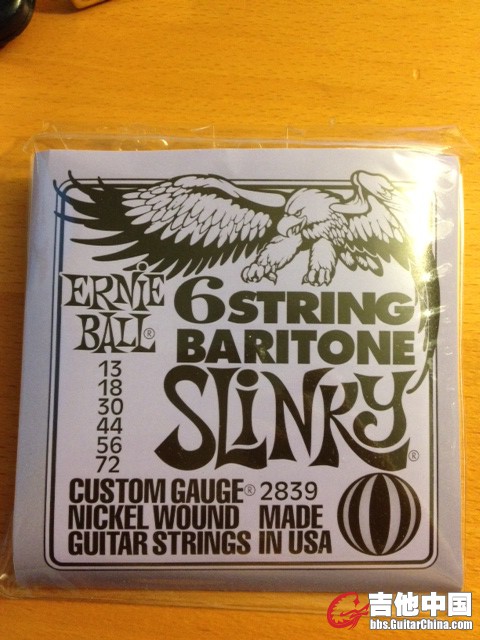 ERNIE
BALL®
6 STRING
BARITONE
SLINKY®
13
18
30
44
56
72
CUSTOM GAUGE® 2839
NICKEL WOUND MADE
GUITAR STRINGS IN USA
吉他中国
bbs.GuitarChina.com